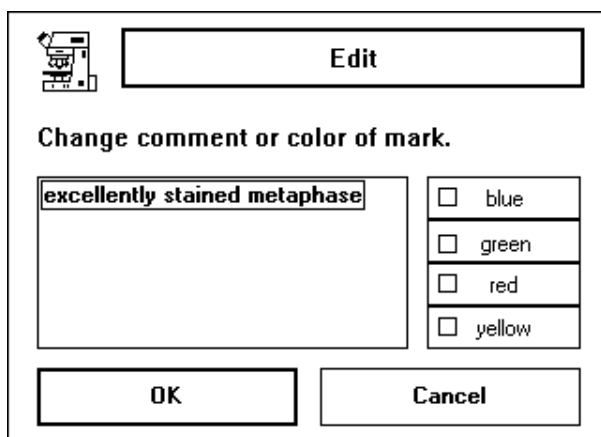 Edit
Change comment or color of mark.
excellently stained metaphase
blue
green
red
yellow
OK
Cancel